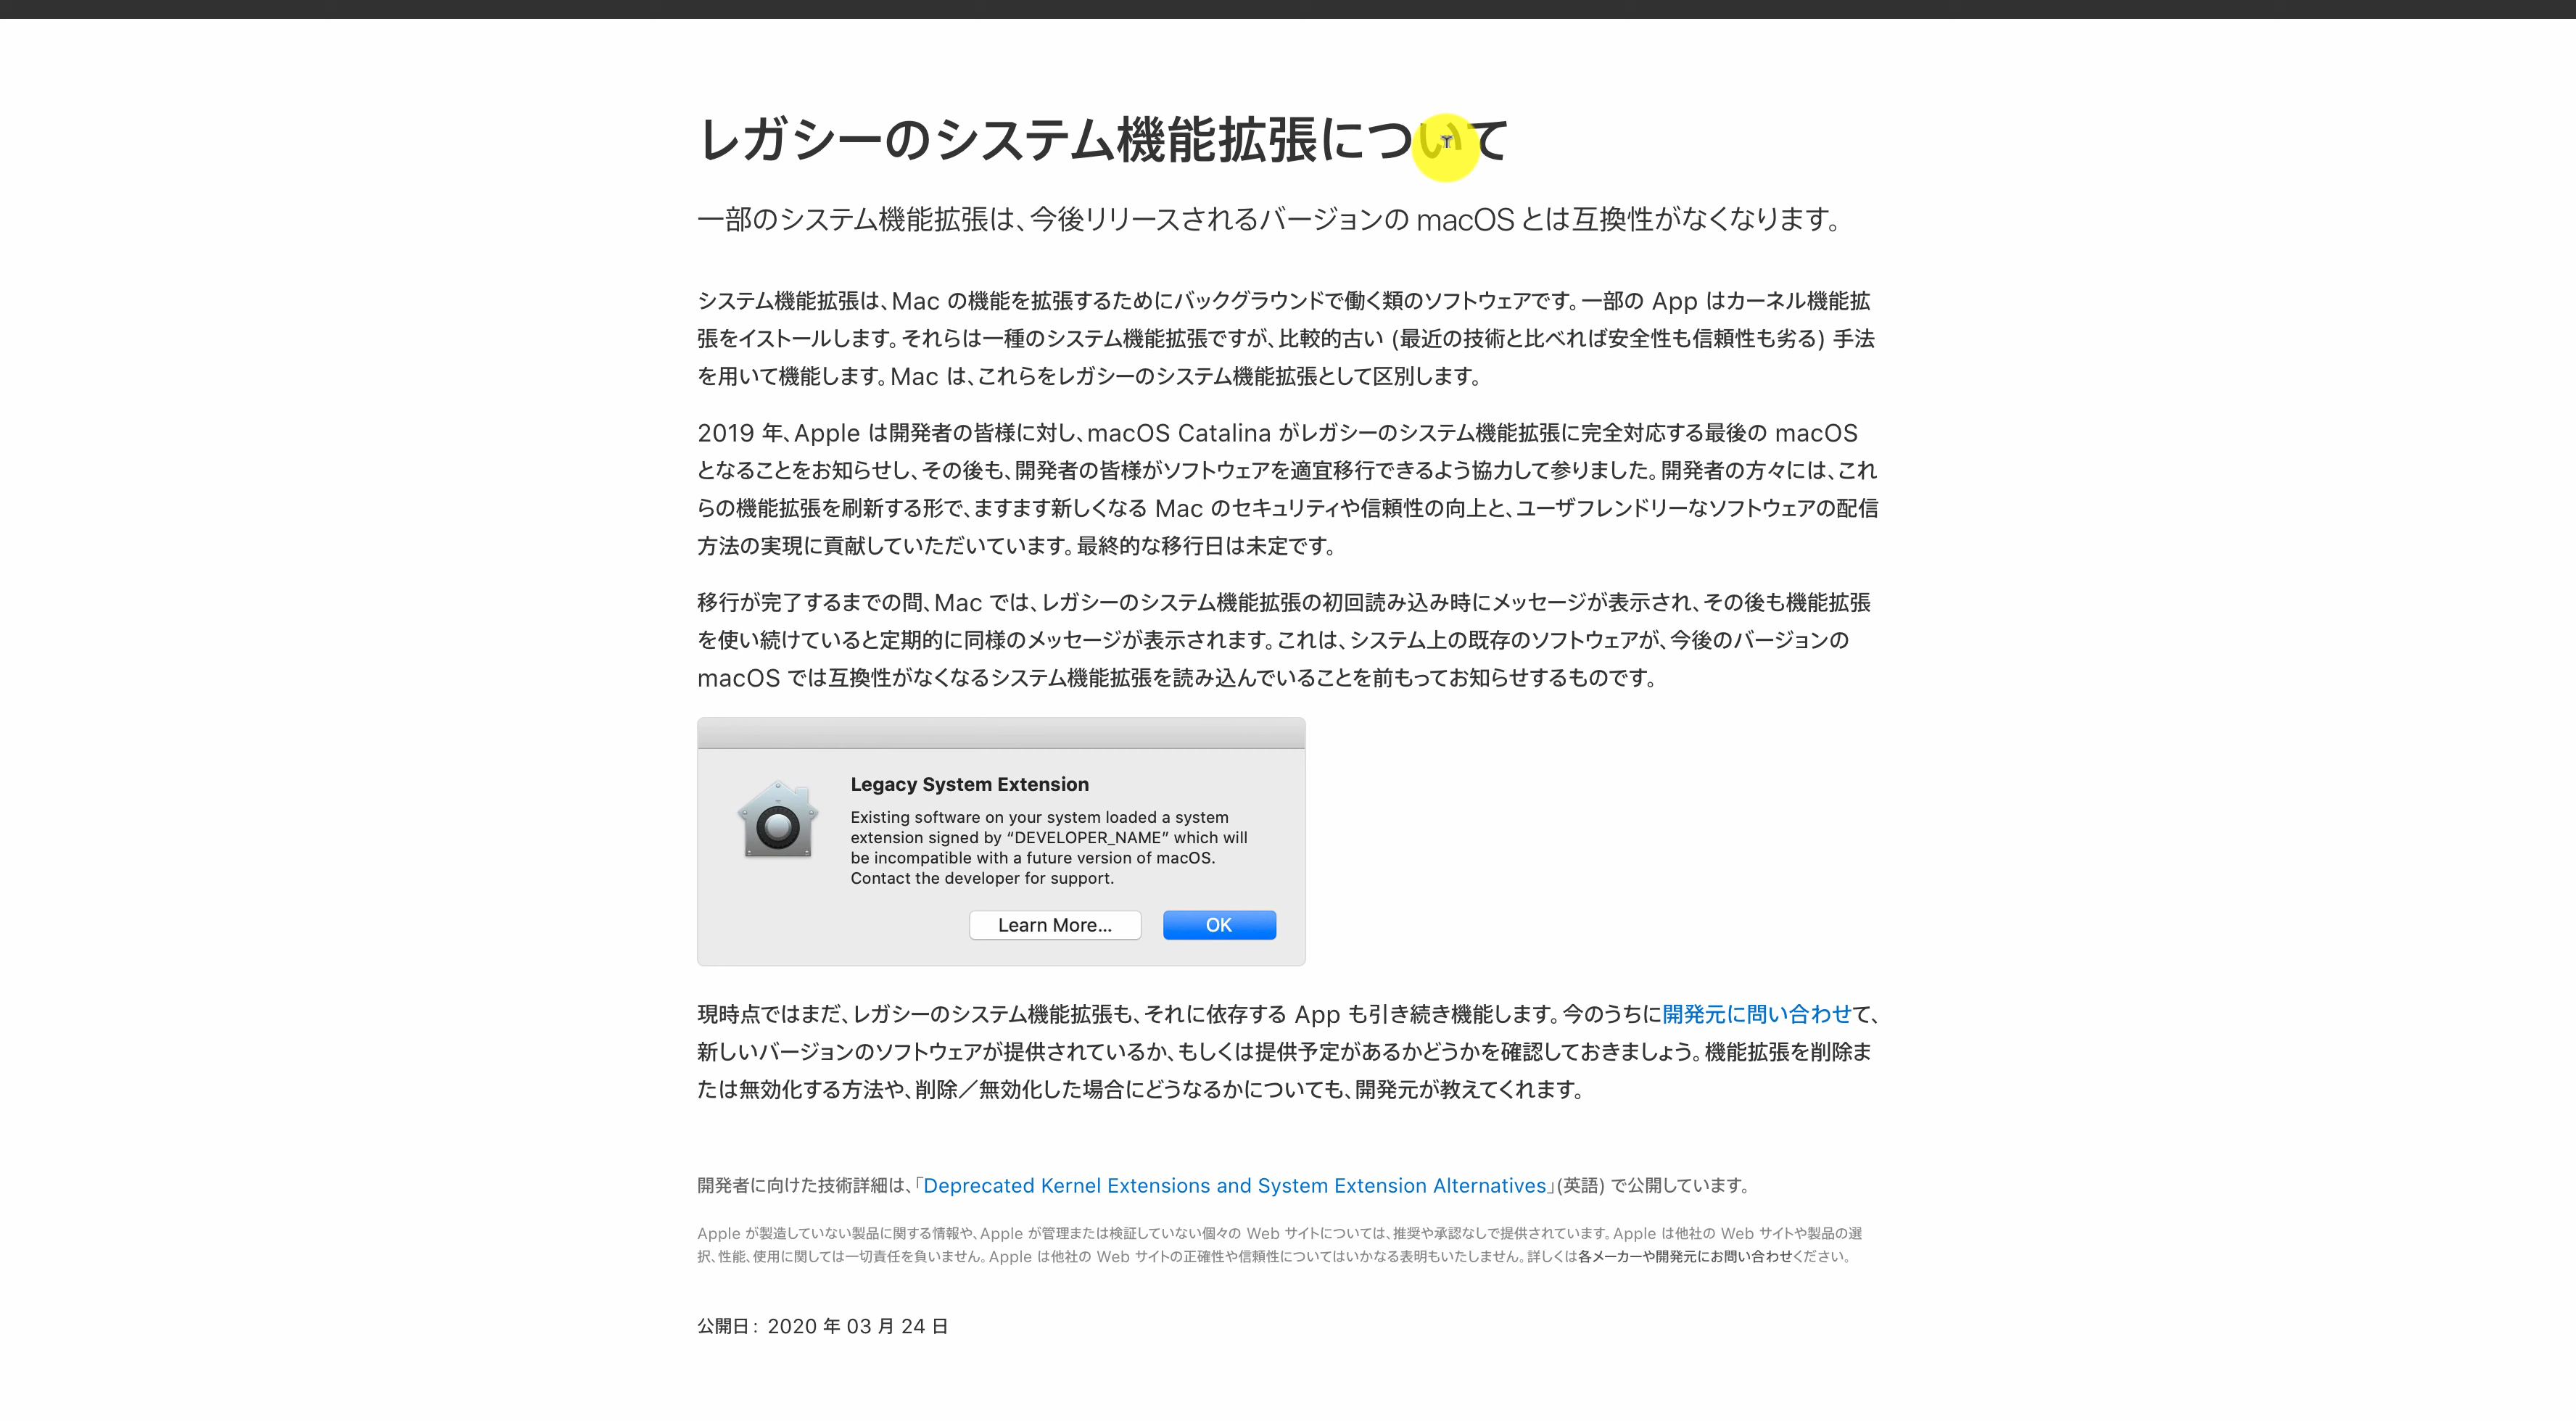 レガシーのシステム機能拡張について
一部のシステム機能拡張は、今後リリースされるバージョンの macOS とは互換性がなくなります。
システム機能拡張は、Mac の機能を拡張するためにバックグラウンドで働く類のソフトウェアです。一部の App はカーネル機能拡
張をイストールします。それらは一種のシステム機能拡張ですが、比較的古い (最近の技術と比べれば安全性も信頼性も劣る) 手法
を用いて機能します。Mac は、これらをレガシーのシステム機能拡張として区別します。
2019 年、Apple は開発者の皆様に対し、macOS Catalina がレガシーのシステム機能拡張に完全対応する最後の macOS
となることをお知らせし、その後も、開発者の皆様がソフトウェアを適宜移行できるよう協力して参りました。開発者の方々には、これ
らの機能拡張を刷新する形で、ますます新しくなる Mac のセキュリティや信頼性の向上と、ユーザフレンドリーなソフトウェアの配信
方法の実現に貢献していただいています。最終的な移行日は未定です。
移行が完了するまでの間、Mac では、レガシーのシステム機能拡張の初回読み込み時にメッセージが表示され、その後も機能拡張
を使い続けていると定期的に同様のメッセージが表示されます。これは、システム上の既存のソフトウェアが、今後のバージョンの
macOS では互換性がなくなるシステム機能拡張を読み込んでいることを前もってお知らせするものです。
Legacy System Extension
Existing software on your system loaded a system
extension signed by “DEVELOPER_NAME” which will
be incompatible with a future version of macOS.
Contact the developer for support.
Learn More... OK
現時点ではまだ、レガシーのシステム機能拡張も、それに依存する App も引き続き機能します。今のうちに開発元に問い合わせて、
新しいバージョンのソフトウェアが提供されているか、もしくは提供予定があるかどうかを確認しておきましょう。機能拡張を削除ま
たは無効化する方法や、削除／無効化した場合にどうなるかについても、開発元が教えてくれます。
開発者に向けた技術詳細は、「Deprecated Kernel Extensions and System Extension Alternatives」(英語) で公開しています。
Apple が製造していない製品に関する情報や、Apple が管理または検証していない個々の Web サイトについては、推奨や承認なしで提供されています。Apple は他社の Web サイトや製品の選
択、性能、使用に関しては一切責任を負いません。Apple は他社の Web サイトの正確性や信頼性についてはいかなる表明もいたしません。詳しくは各メーカーや開発元にお問い合わせください。
公開日: 2020 年 03 月 24 日